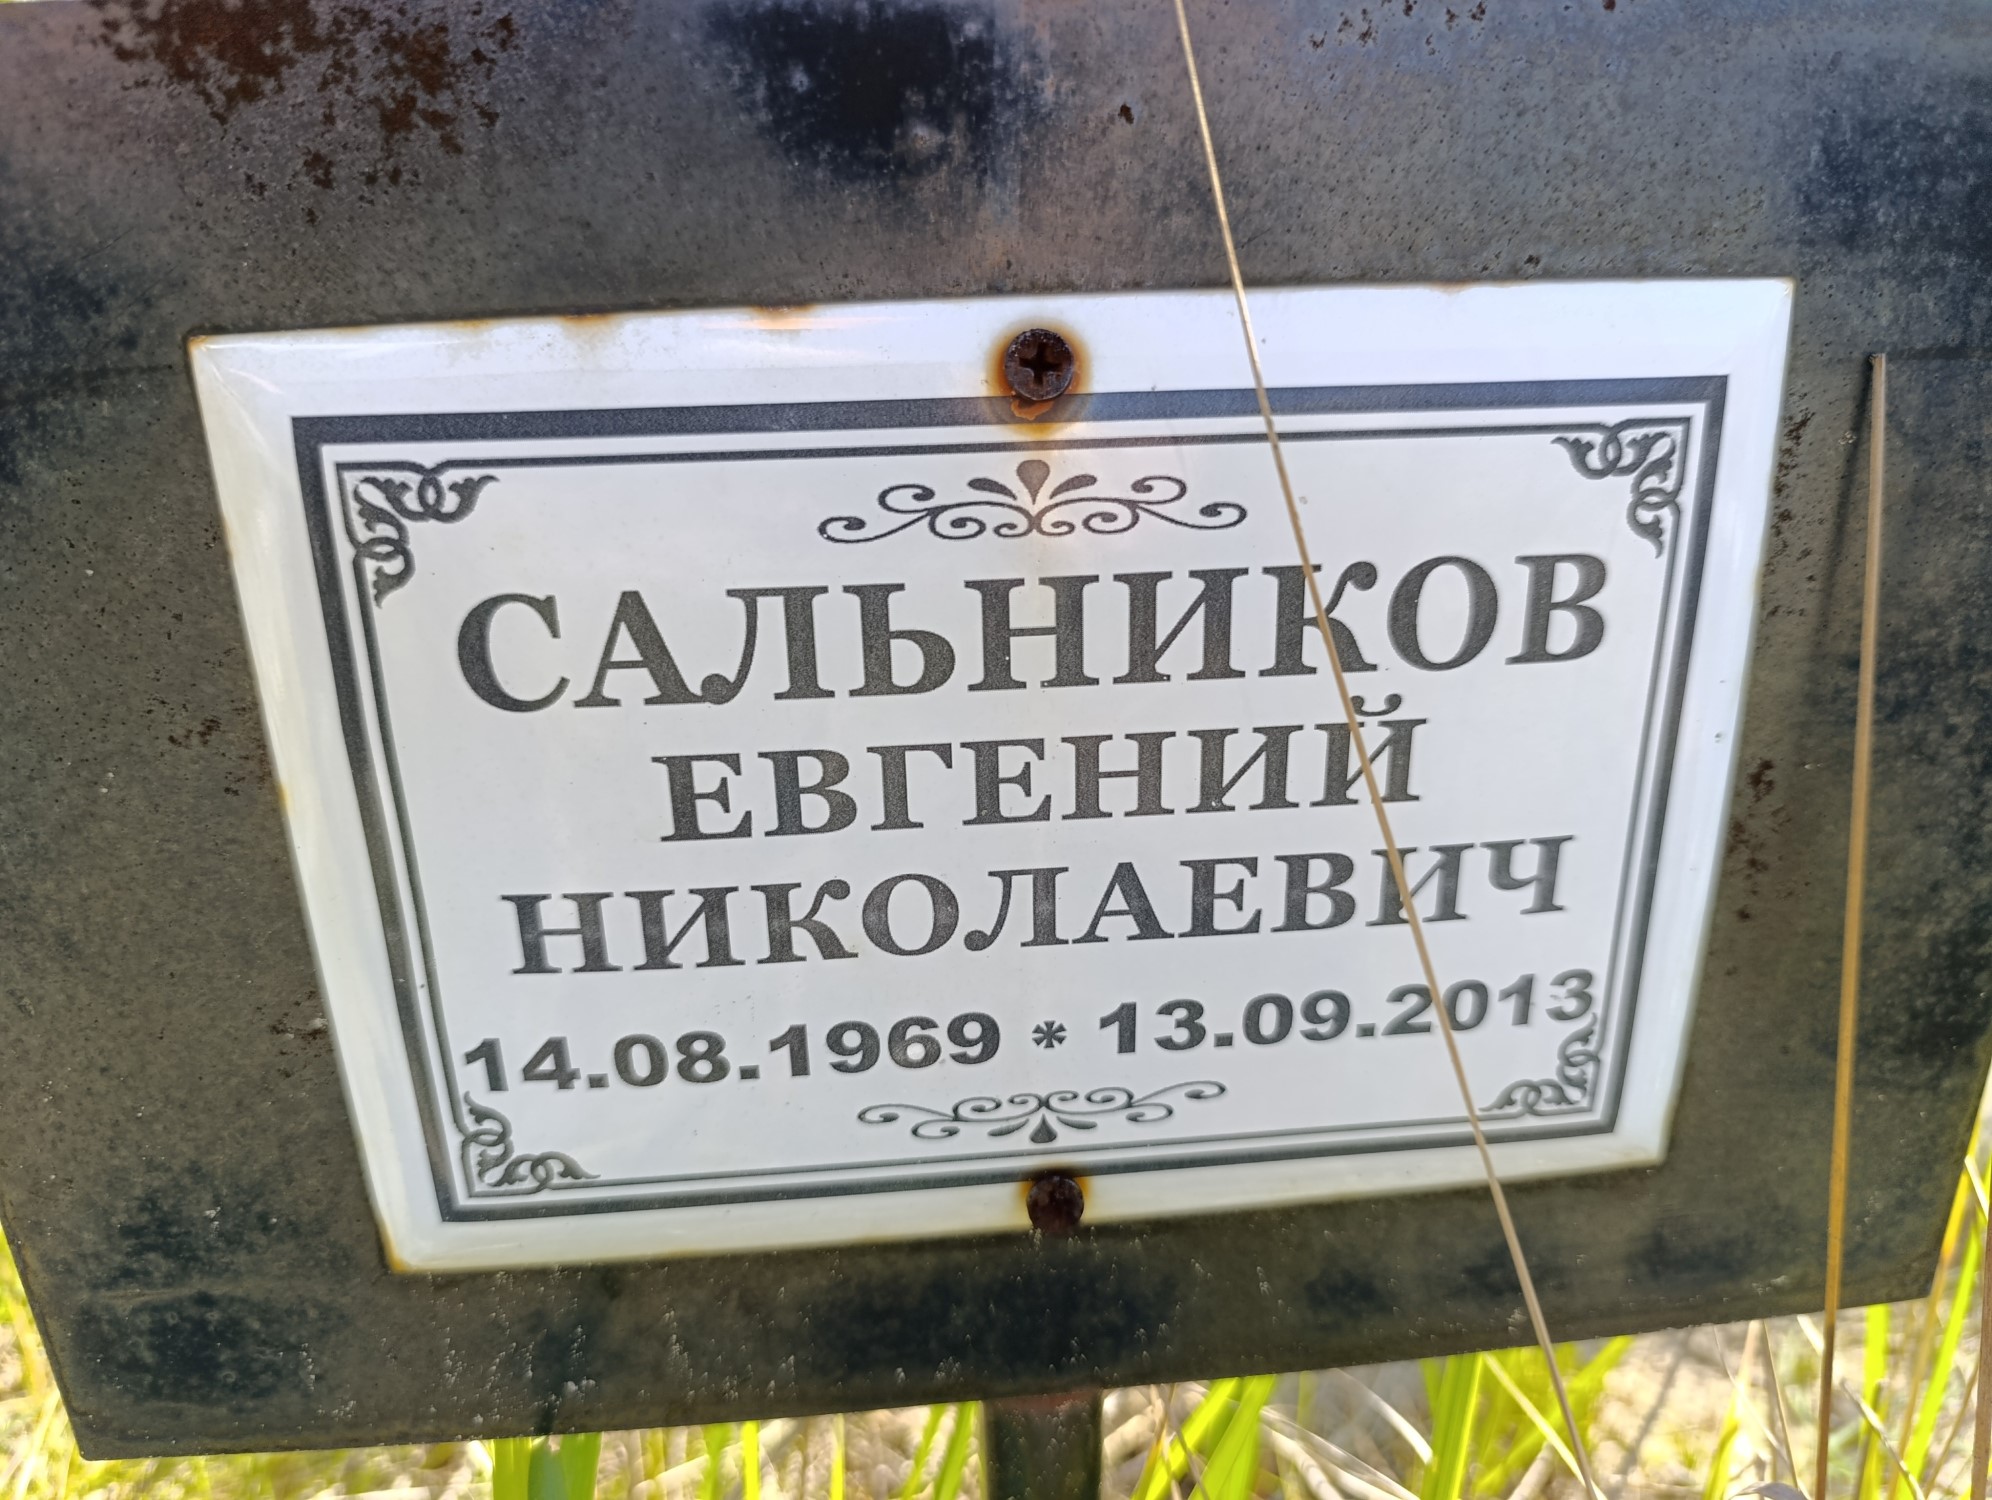 САЛЬНИКОВ
ЕВГЕНИЙ
НИКОЛАЕВИЧ
14.08.1969 * 13.09.2013